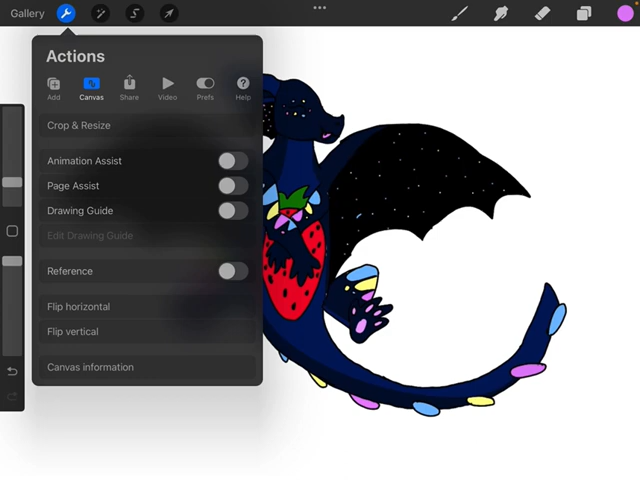 Gallery
Actions
Add Canvas Share Video Prefs Help
Crop & Resize
Animation Assist
Page Assist
Drawing Guide
Edit Drawing Guide
Reference
Flip horizontal
Flip vertical
Canvas information